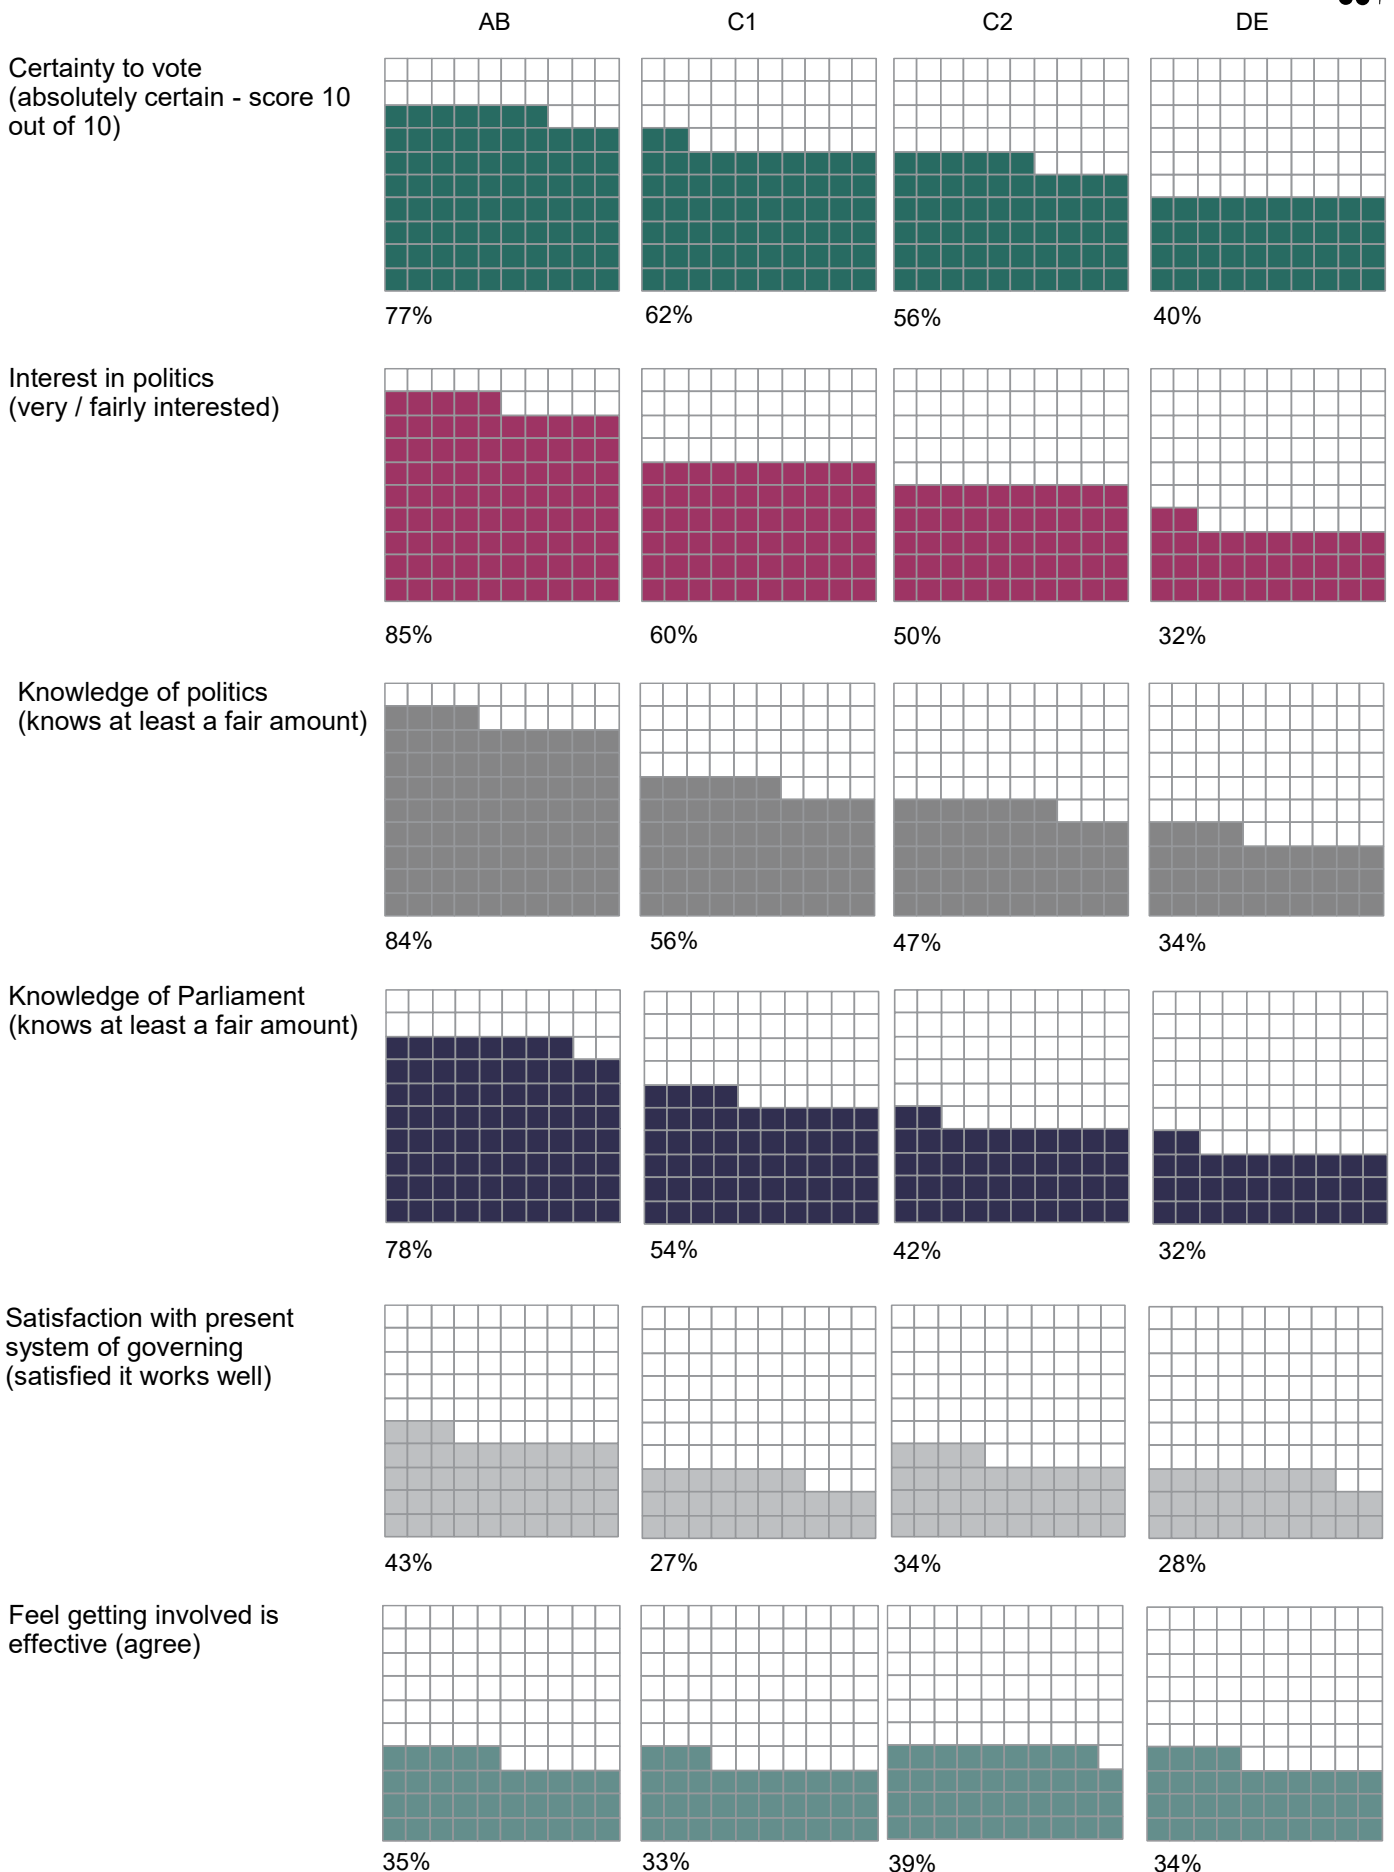 AB C1 C2 DE
Certainty to vote
(absolutely certain - score 10
out of 10)
77% 62% 56% 40%
Interest in politics
(very / fairly interested)
85% 60% 50% 32%
Knowledge of politics
(knows at least a fair amount)
84% 56% 47% 34%
Knowledge of Parliament
(knows at least a fair amount)
78% 54% 42% 32%
Satisfaction with present
system of governing
(satisfied it works well)
43% 27% 34% 28%
Feel getting involved is
effective (agree)
35% 33% 39% 34%